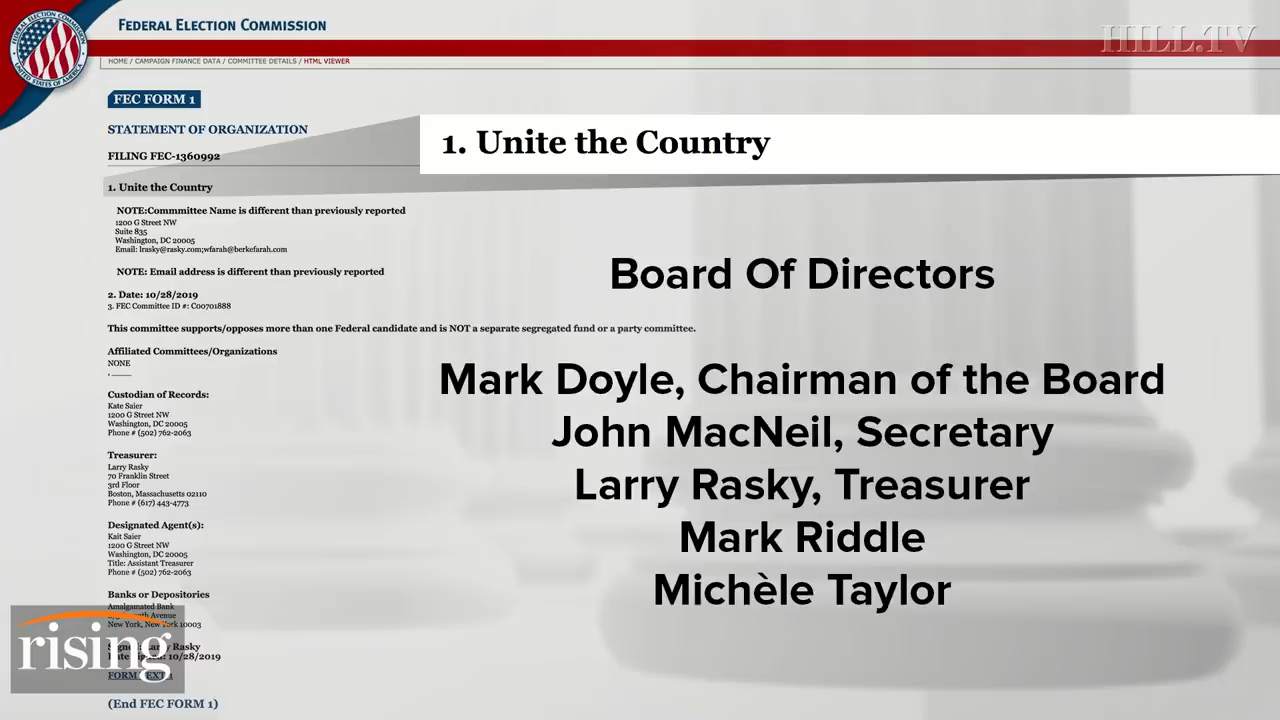 FEDERAL ELECTION COMMISSION
HILL.TV
HOME / CAMPAIGN FINANCE DATA / COMMITTEE DETAILS / HTML VIEWER
FEC FORM 1
STATEMENT OF ORGANIZATION
FILING FEC-1360992
1. Unite the Country
1. Unite the Country
NOTE:Commmittee Name is different than previously reported
1200 G Street NW
Suite 835
Washington, DC 20005
Email: lrasky@rasky.com;wfarah@berkefarah.com
NOTE: Email address is different than previously reported
2. Date: 10/28/2019
3. FEC Committee ID #: C00701888
This committee supports/opposes more than one Federal candidate and is NOT a separate segregated fund or a party committee.
Affiliated Committees/Organizations
NONE
Custodian of Records:
Kate Saier
1200 G Street NW
Washington, DC 20005
Phone # (502) 762-2063
Treasurer:
Larry Rasky
70 Franklin Street
3rd Floor
Boston, Massachusetts 02110
Phone # (617) 443-4773
Designated Agent(s):
Kait Saier
1200 G Street NW
Washington, DC 20005
Title: Assistant Treasurer
Phone # (502) 762-2063
Banks or Depositories
Amalgamated Bank
Avenue
New York, New York 10003
Rasky
10/28/2019
FORM
(End FEC FORM 1)
Board Of Directors
Mark Doyle, Chairman of the Board
John MacNeil, Secretary
Larry Rasky, Treasurer
Mark Riddle
Michèle Taylor
rising